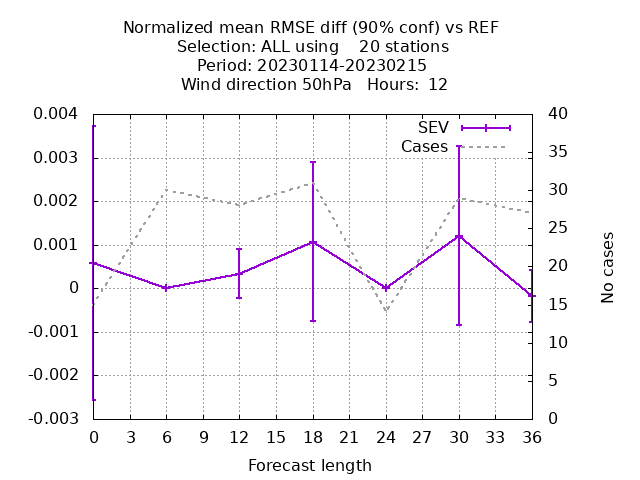 Normalized mean RMSE diff (90% conf) vs REF
Selection: ALL using    20 stations
Period: 20230114-20230215
Wind direction 50hPa   Hours:  12
SEV
Cases
0.004
0.003
0.002
0.001
0
-0.001
-0.002
-0.003
40
35
30
25
20
15
10
5
0
No cases
0 3 6 9 12 15 18 21 24 27 30 33 36
Forecast length